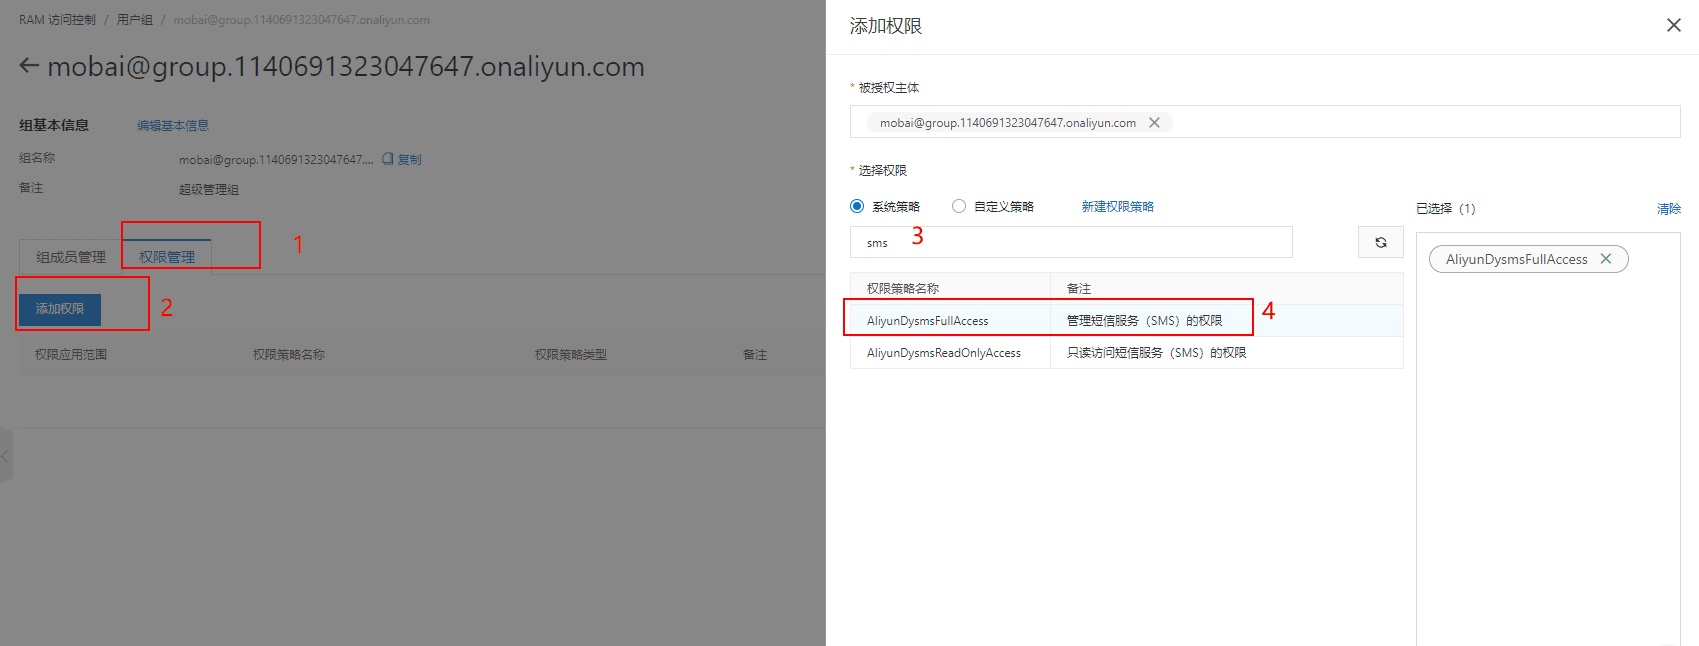 RAM 访问控制 / 用户组 / mobai@group.1140691323047647.onaliyun.com
mobai@group.1140691323047647.onaliyun.com
组基本信息 编辑基本信息
组名称 mobai@group.1140691323047647.... 复制
备注 超级管理组
组成员管理 权限管理 1
添加权限 2
权限应用范围 权限策略名称 权限策略类型 备注
添加权限
* 被授权主体
mobai@group.1140691323047647.onaliyun.com
* 选择权限
系统策略 自定义策略 新建权限策略
sms 3
权限策略名称 备注
AliyunDysmsFullAccess 管理短信服务（SMS）的权限 4
AliyunDysmsReadOnlyAccess 只读访问短信服务（SMS）的权限
已选择（1） 清除
AliyunDysmsFullAccess